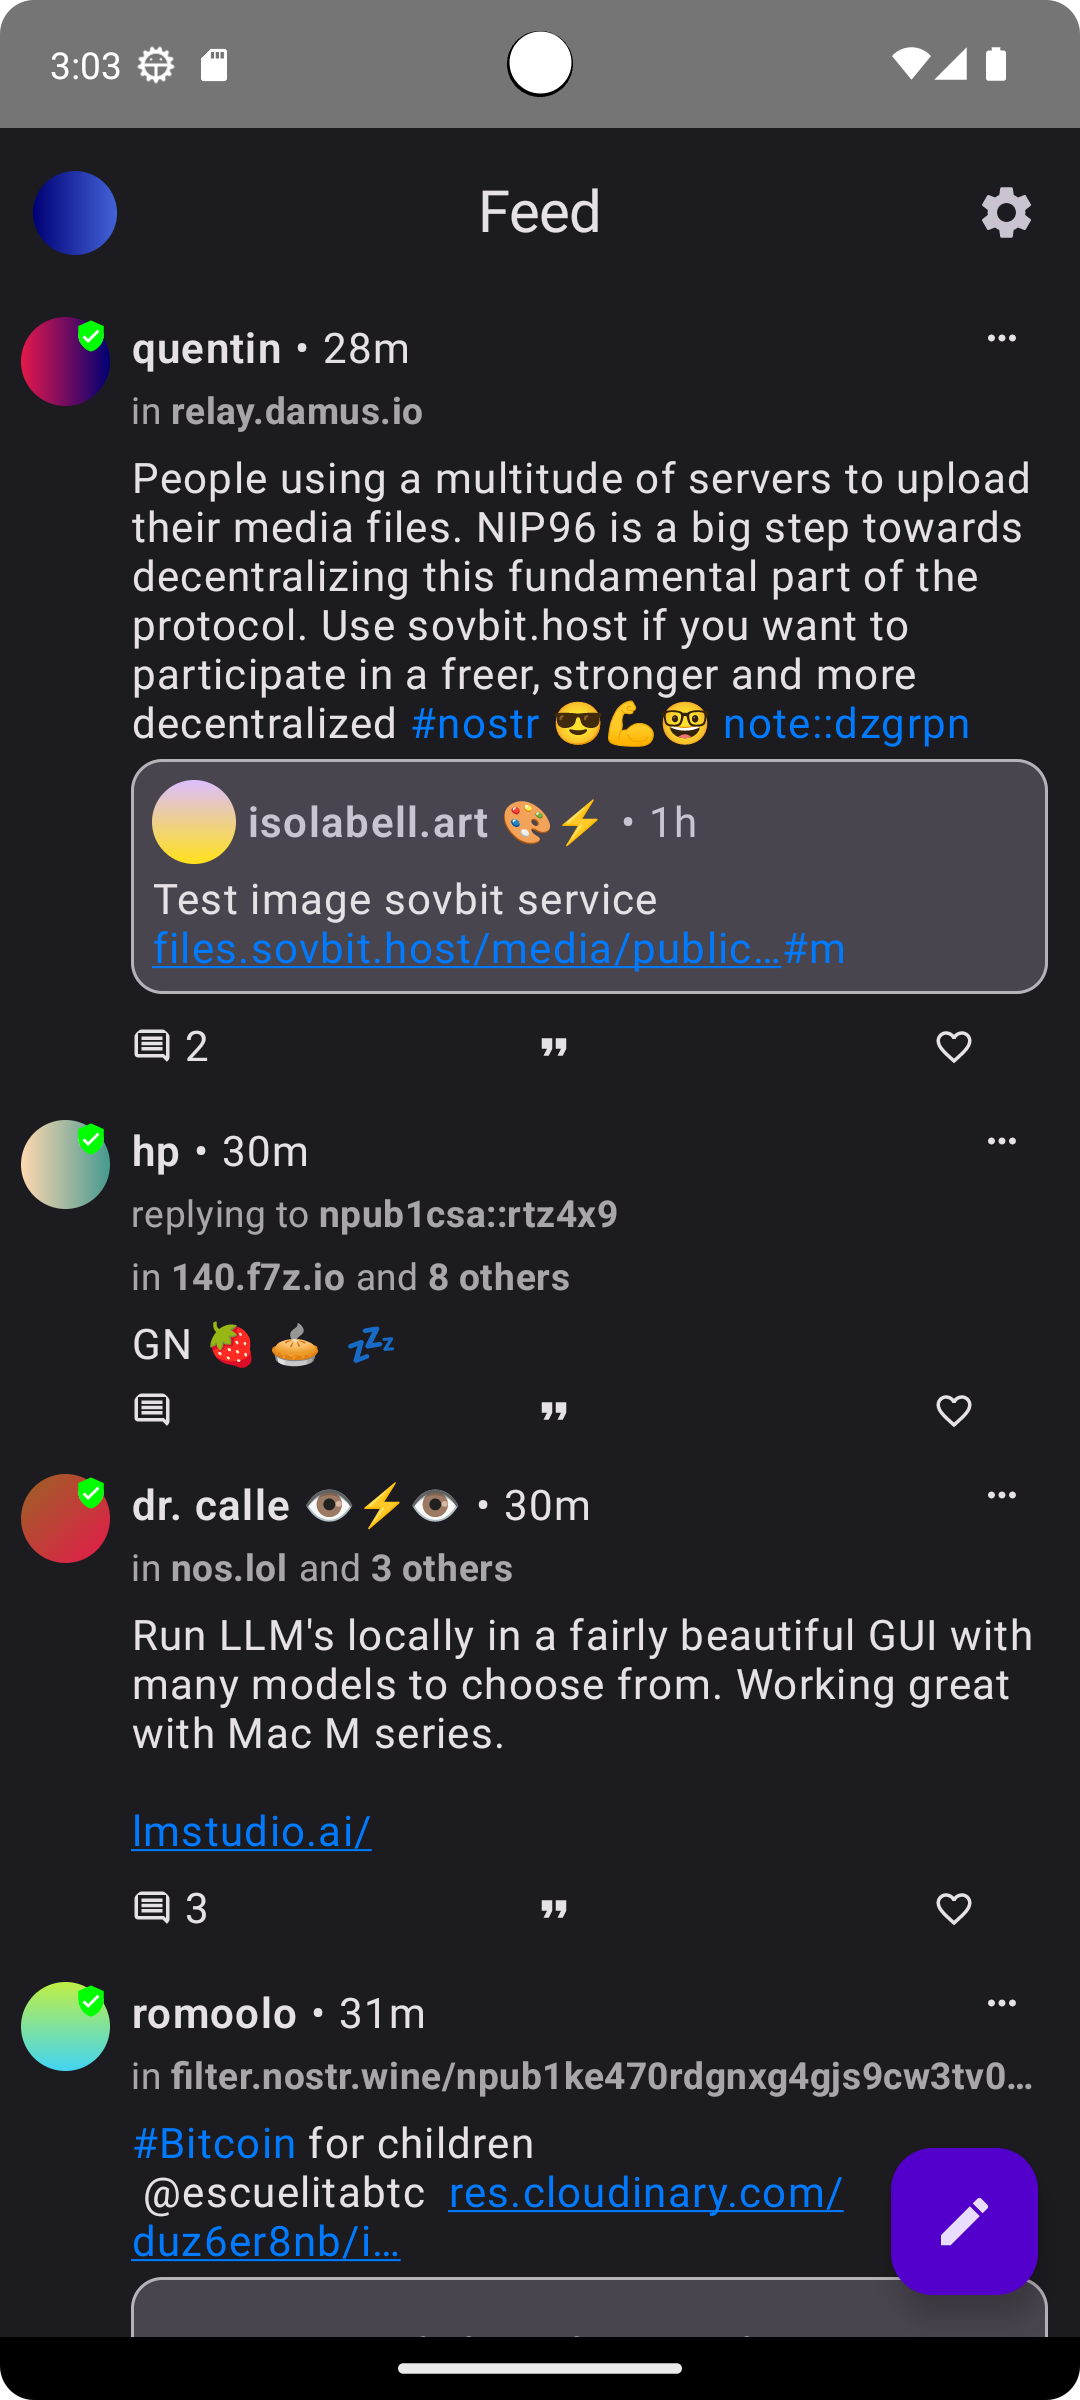 3:03
Feed
quentin • 28m
in relay.damus.io
People using a multitude of servers to upload
their media files. NIP96 is a big step towards
decentralizing this fundamental part of the
protocol. Use sovbit.host if you want to
participate in a freer, stronger and more
decentralized #nostr 😎💪🤓 note::dzgrpn
isolabell.art 🎨⚡ • 1h
Test image sovbit service
files.sovbit.host/media/public…#m
2
hp • 30m
replying to npub1csa::rtz4x9
in 140.f7z.io and 8 others
GN 🍓 🥧 💤
dr. calle 👁️⚡👁️ • 30m
in nos.lol and 3 others
Run LLM's locally in a fairly beautiful GUI with
many models to choose from. Working great
with Mac M series.
lmstudio.ai/
3
romoolo • 31m
in filter.nostr.wine/npub1ke470rdgnxg4gjs9cw3tv0…
#Bitcoin for children
@escuelitabtc res.cloudinary.com/
duz6er8nb/i…